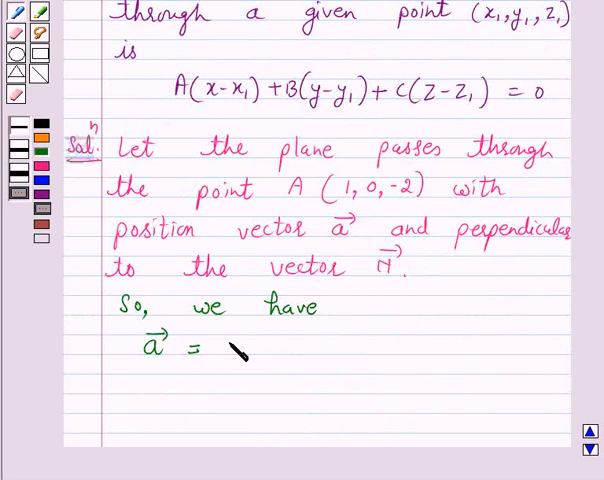 through a given point (x₁, y₁, z₁)
is
A(x-x₁) + B(y-y₁) + C(z-z₁) = 0
Solⁿ. Let the plane passes through
the point A (1, 0, -2) with
position vector a⃗ and perpendicular
to the vector N⃗.
So, we have
a⃗ =